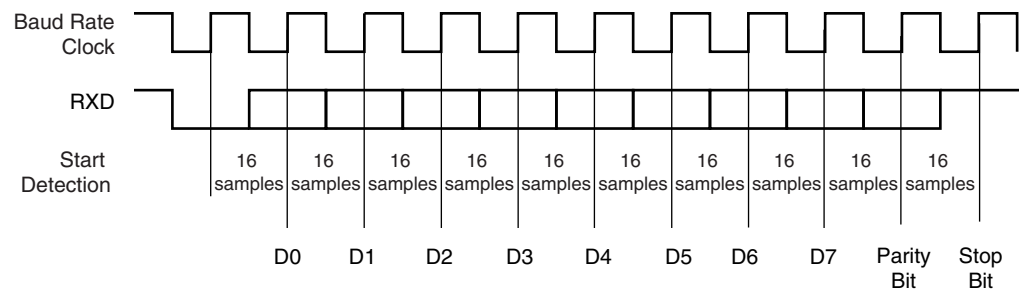 Baud Rate
Clock
RXD
Start
Detection
16 16 16 16 16 16 16 16 16 16
samples samples samples samples samples samples samples samples samples samples
D0 D1 D2 D3 D4 D5 D6 D7 Parity Stop
Bit Bit